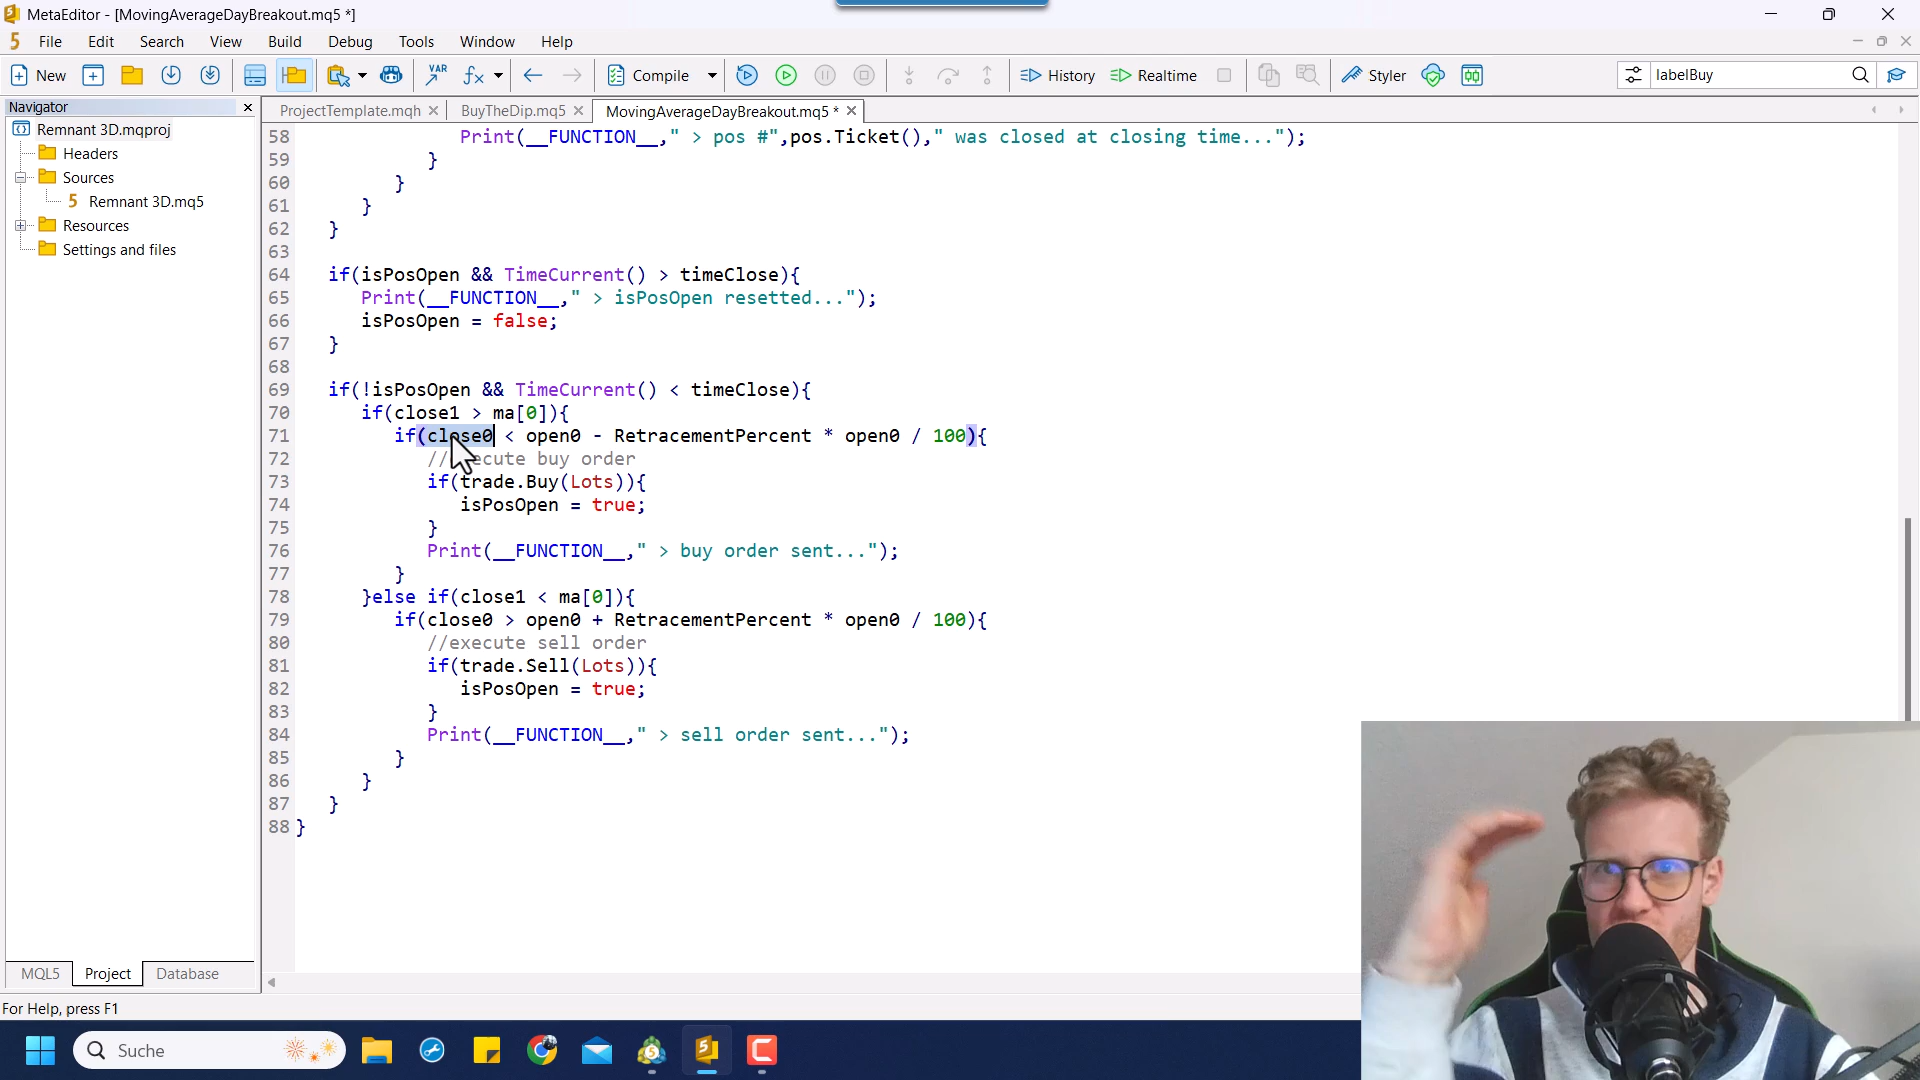 MetaEditor - [MovingAverageDayBreakout.mq5 *]
File Edit Search View Build Debug Tools Window Help
New VAR fx Compile History Realtime Styler labelBuy
Navigator
ProjectTemplate.mqh BuyTheDip.mq5 MovingAverageDayBreakout.mq5 *
Remnant 3D.mqproj
Headers
Sources
Remnant 3D.mq5
Resources
Settings and files
58 Print(__FUNCTION__," > pos #",pos.Ticket()," was closed at closing time...");
59 }
60 }
61 }
62 }
63
64 if(isPosOpen && TimeCurrent() > timeClose){
65 Print(__FUNCTION__," > isPosOpen resetted...");
66 isPosOpen = false;
67 }
68
69 if(!isPosOpen && TimeCurrent() < timeClose){
70 if(close1 > ma[0]){
71 if(close0 < open0 - RetracementPercent * open0 / 100){
72 // ecute buy order
73 if(trade.Buy(Lots)){
74 isPosOpen = true;
75 }
76 Print(__FUNCTION__," > buy order sent...");
77 }
78 }else if(close1 < ma[0]){
79 if(close0 > open0 + RetracementPercent * open0 / 100){
80 //execute sell order
81 if(trade.Sell(Lots)){
82 isPosOpen = true;
83 }
84 Print(__FUNCTION__," > sell order sent...");
85 }
86 }
87 }
88 }
MQL5 Project Database
For Help, press F1
Suche